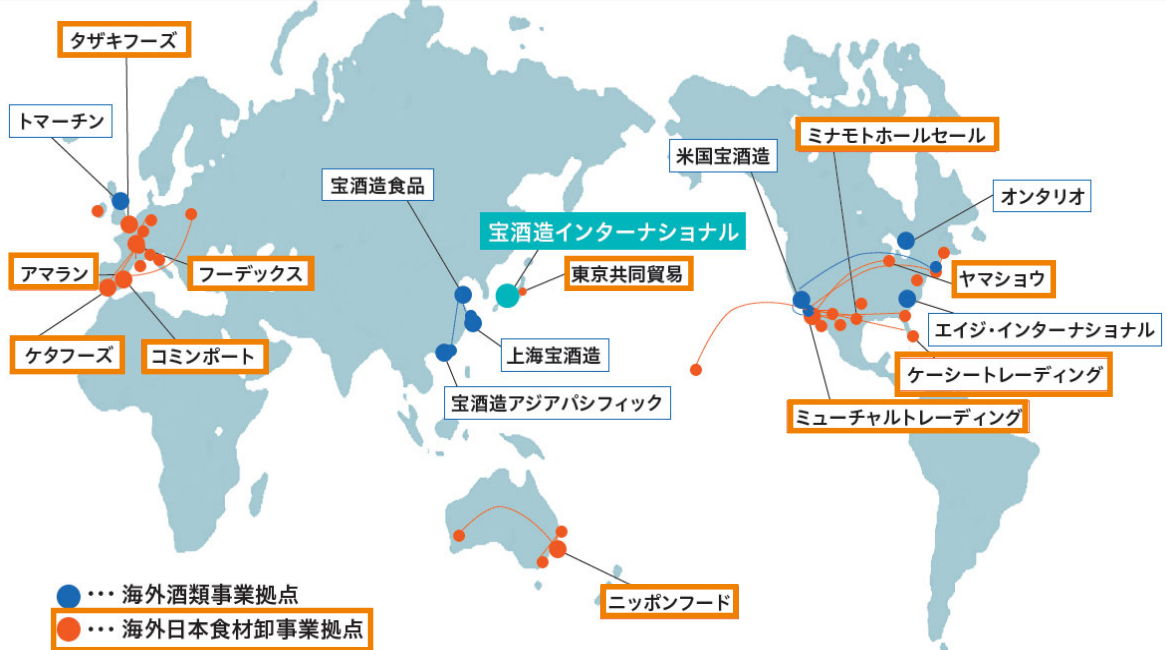 タザキフーズ
トマーチン
ミナモトホールセール
米国宝酒造
宝酒造食品
オンタリオ
宝酒造インターナショナル
アマラン
フーデックス
東京共同貿易
ヤマショウ
エイジ・インターナショナル
ケタフーズ
コミンポート
上海宝酒造
ケーシートレーディング
宝酒造アジアパシフィック
ミューチャルトレーディング
ニッポンフード
・・・海外酒類事業拠点
・・・海外日本食材卸事業拠点